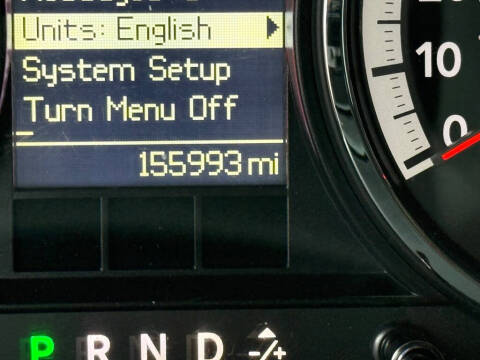 Units: English
System Setup
Turn Menu Off
155993 mi
10
0
P R N D -/+